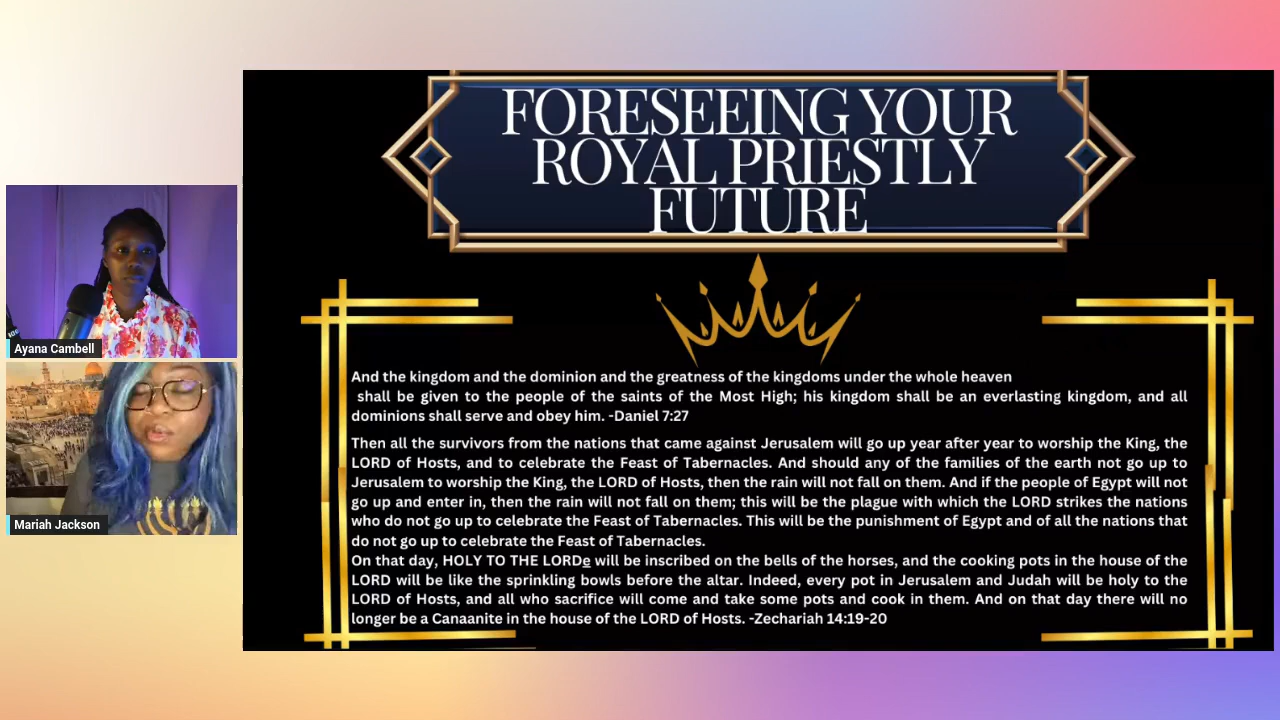 FORESEEING YOUR
ROYAL PRIESTLY
FUTURE
Ayana Cambell
Mariah Jackson
And the kingdom and the dominion and the greatness of the kingdoms under the whole heaven
shall be given to the people of the saints of the Most High; his kingdom shall be an everlasting kingdom, and all
dominions shall serve and obey him. -Daniel 7:27
Then all the survivors from the nations that came against Jerusalem will go up year after year to worship the King, the
LORD of Hosts, and to celebrate the Feast of Tabernacles. And should any of the families of the earth not go up to
Jerusalem to worship the King, the LORD of Hosts, then the rain will not fall on them. And if the people of Egypt will not
go up and enter in, then the rain will not fall on them; this will be the plague with which the LORD strikes the nations
who do not go up to celebrate the Feast of Tabernacles. This will be the punishment of Egypt and of all the nations that
do not go up to celebrate the Feast of Tabernacles.
On that day, HOLY TO THE LORDe will be inscribed on the bells of the horses, and the cooking pots in the house of the
LORD will be like the sprinkling bowls before the altar. Indeed, every pot in Jerusalem and Judah will be holy to the
LORD of Hosts, and all who sacrifice will come and take some pots and cook in them. And on that day there will no
longer be a Canaanite in the house of the LORD of Hosts. -Zechariah 14:19-20